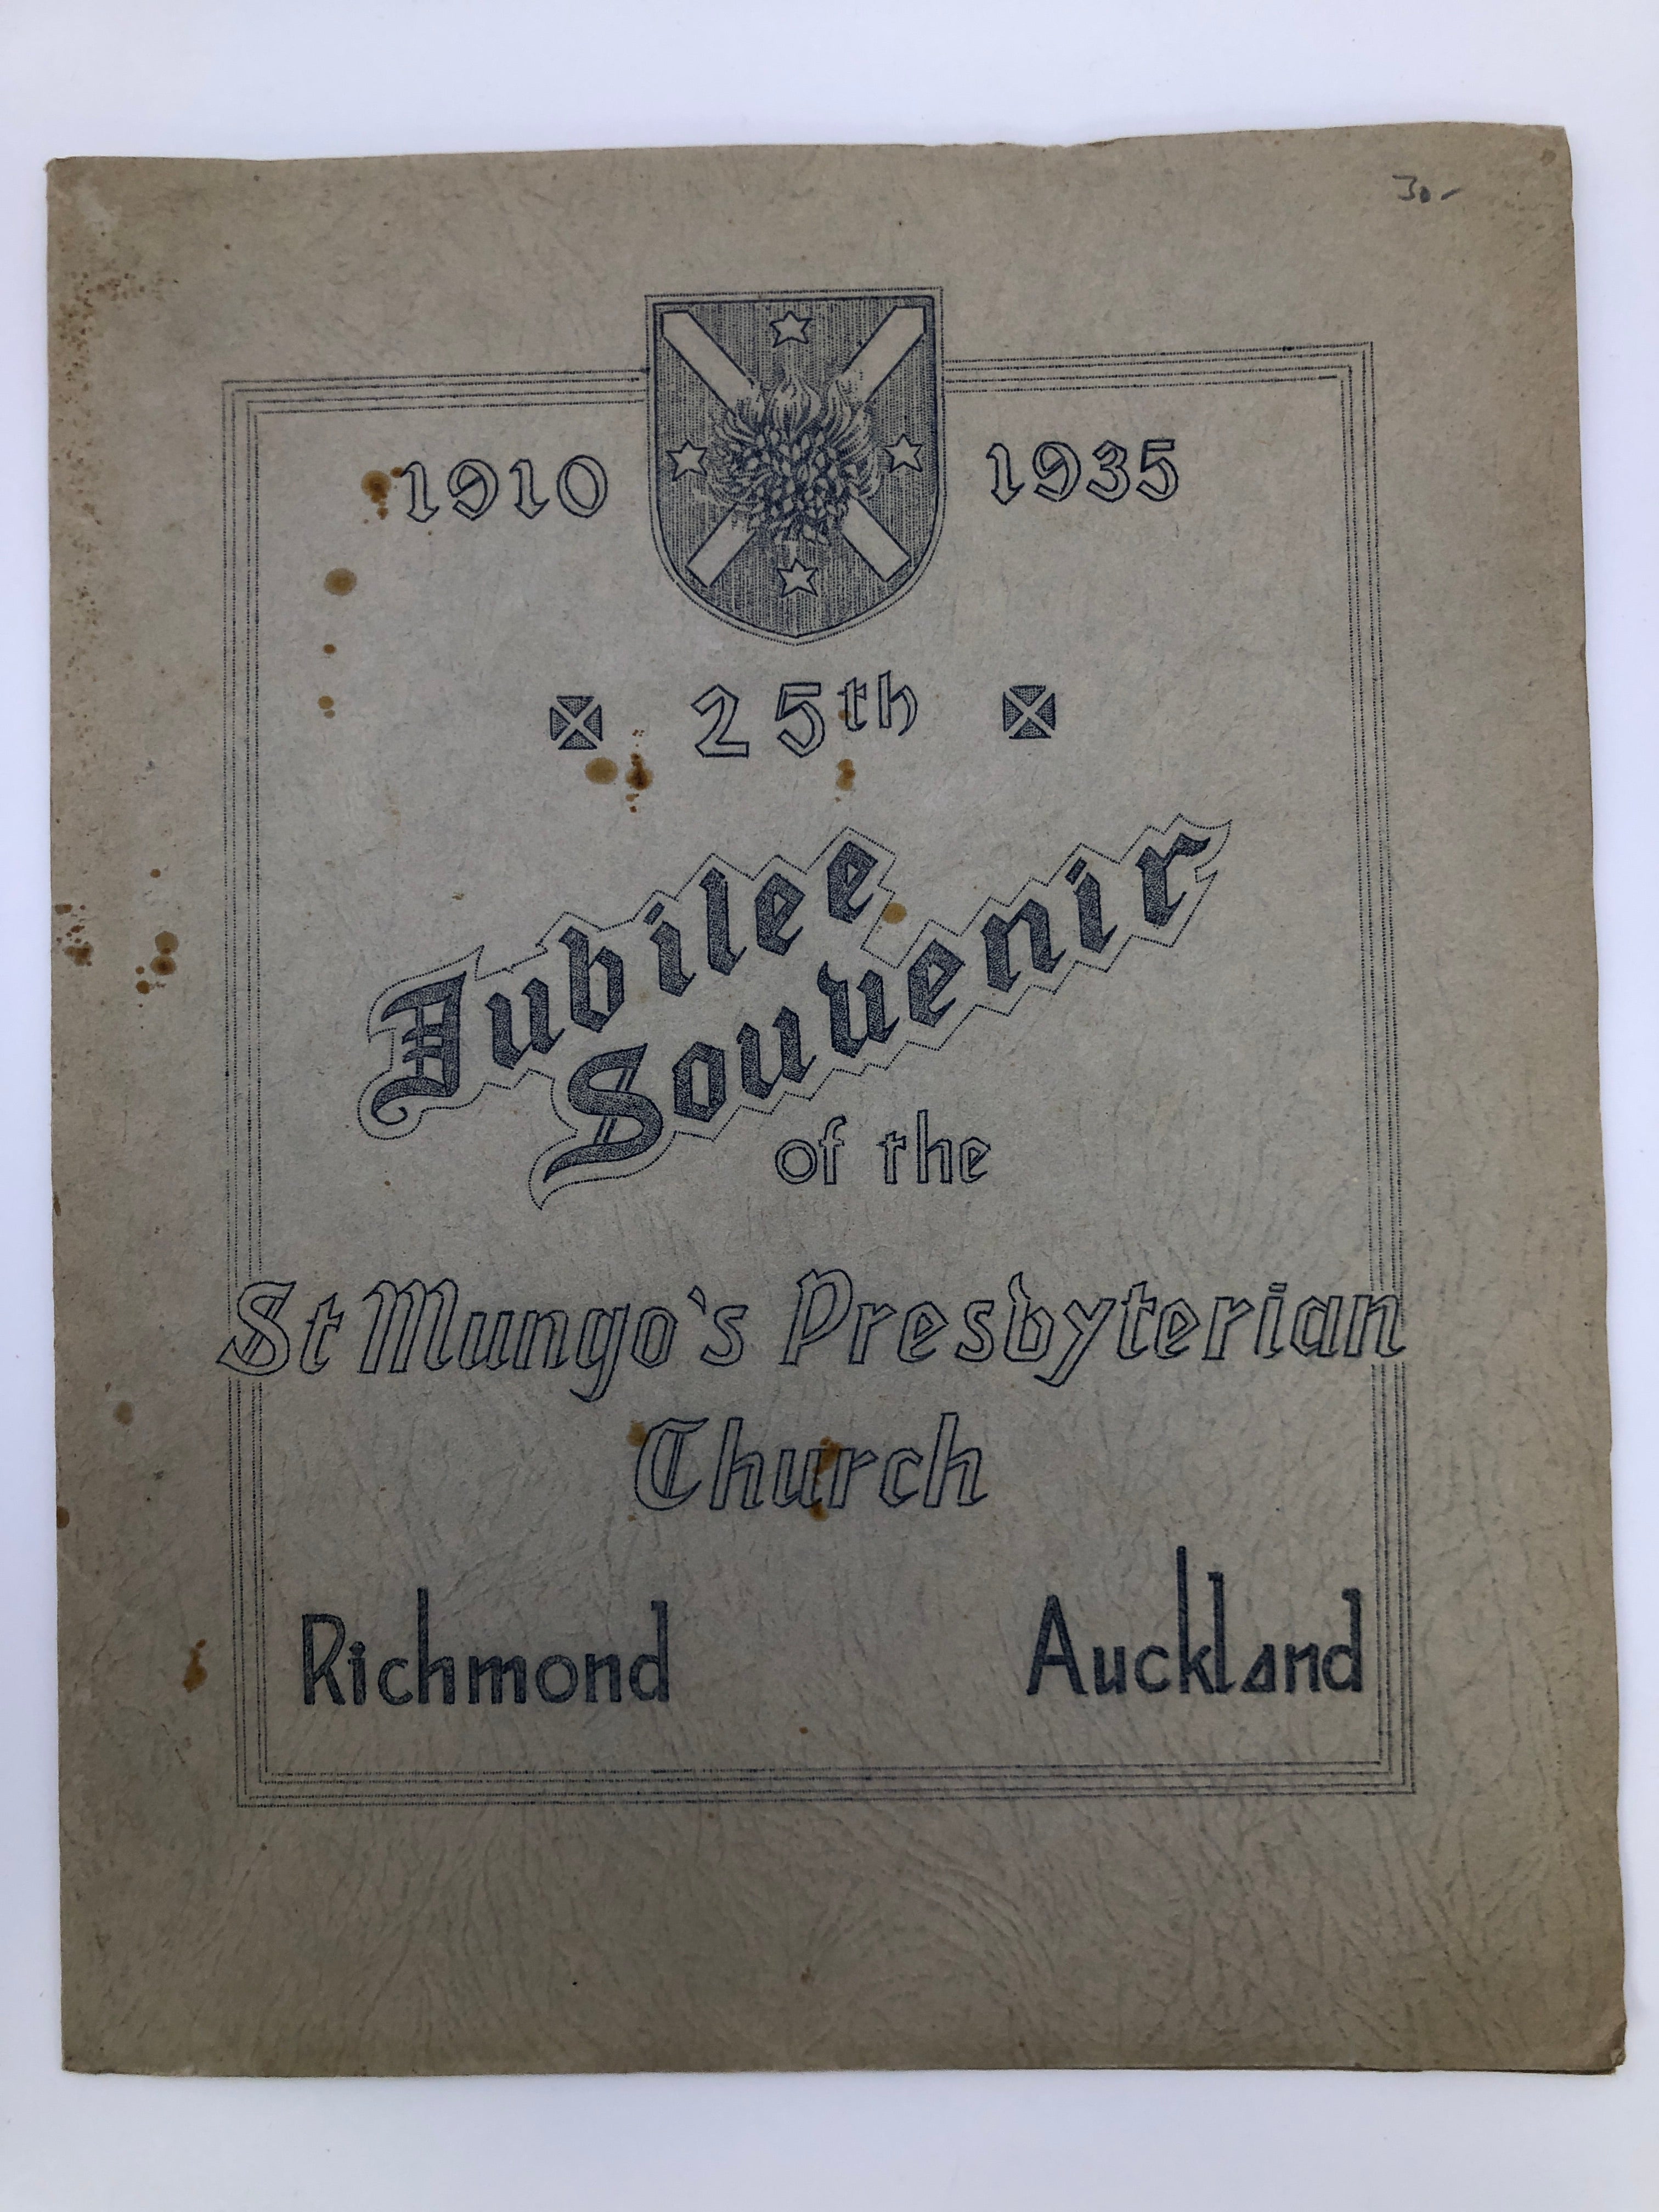 30-
1910 1935
25th
Jubilee
Souvenir
of the
St Mungo's Presbyterian
Church
Richmond Auckland